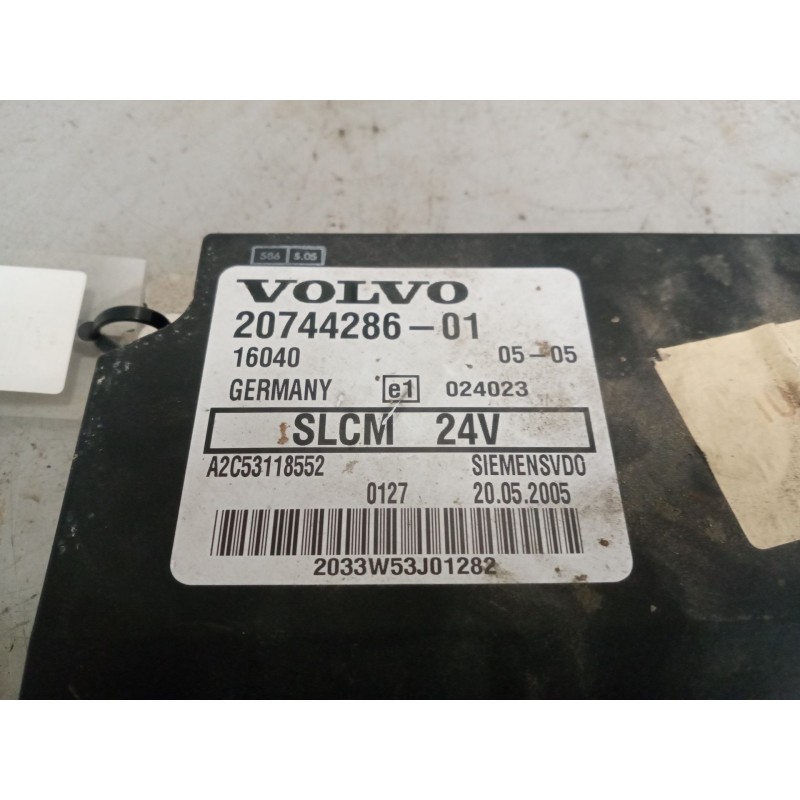 586 5.05
VOLVO
20744286-01
16040 05-05
GERMANY e1 024023
SLCM 24V
A2C53118552 SIEMENSVDO
0127 20.05.2005
2033W53J01282